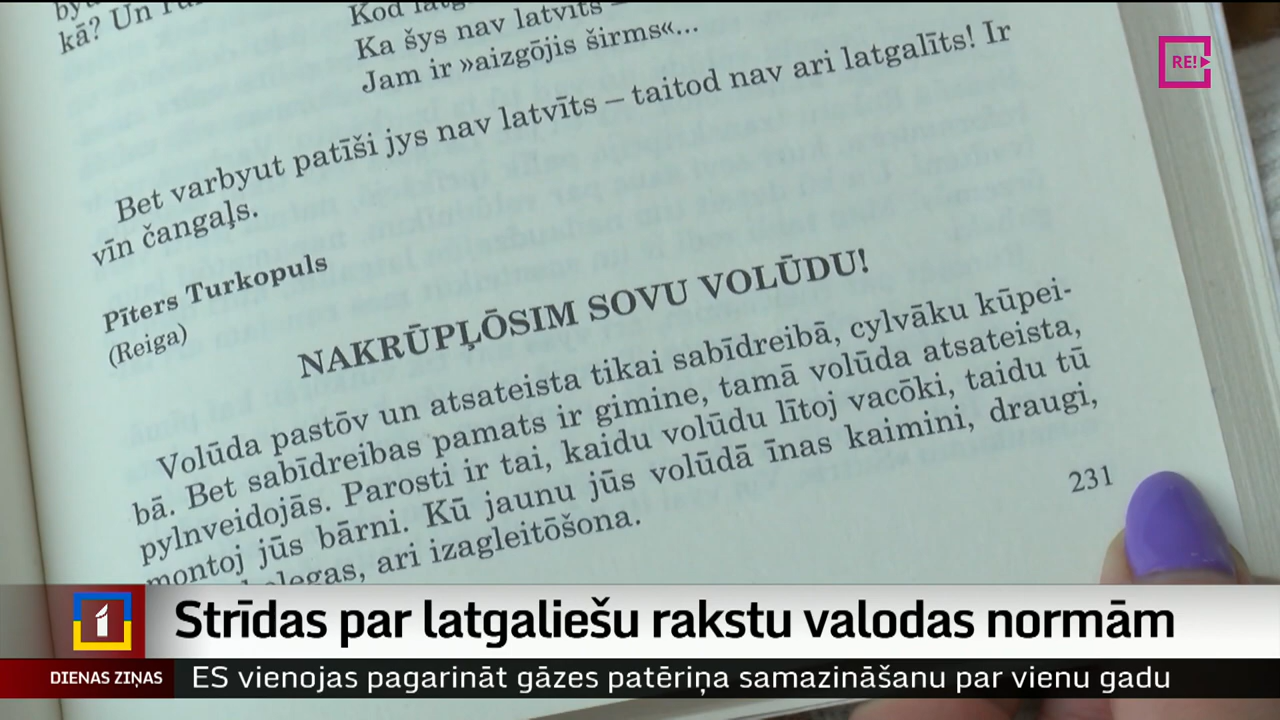 kā? Un
Kod
Ka šys nav latvīts –
Jam ir »aizgōjis širms«...
Bet varbyut patīši jys nav latvīts – taitod nav ari latgalīts! Ir
vīn čangaļs.
Pīters Turkopuls
(Reiga)
NAKRŪPĻŌSIM SOVU VOLŪDU!
Volūda pastōv un atsateista tikai sabīdreibā, cylvāku kūpei-
bā. Bet sabīdreibas pamats ir gimine, tamā volūda atsateista,
pylnveidojās. Parosti ir tai, kaidu volūdu lītoj vacōki, taidu tū
montoj jūs bārni. Kū jaunu jūs volūdā īnas kaimini, draugi,
ari izagleitōšona.
231
RE!
1
Strīdas par latgaliešu rakstu valodas normām
DIENAS ZIŅAS
ES vienojas pagarināt gāzes patēriņa samazināšanu par vienu gadu